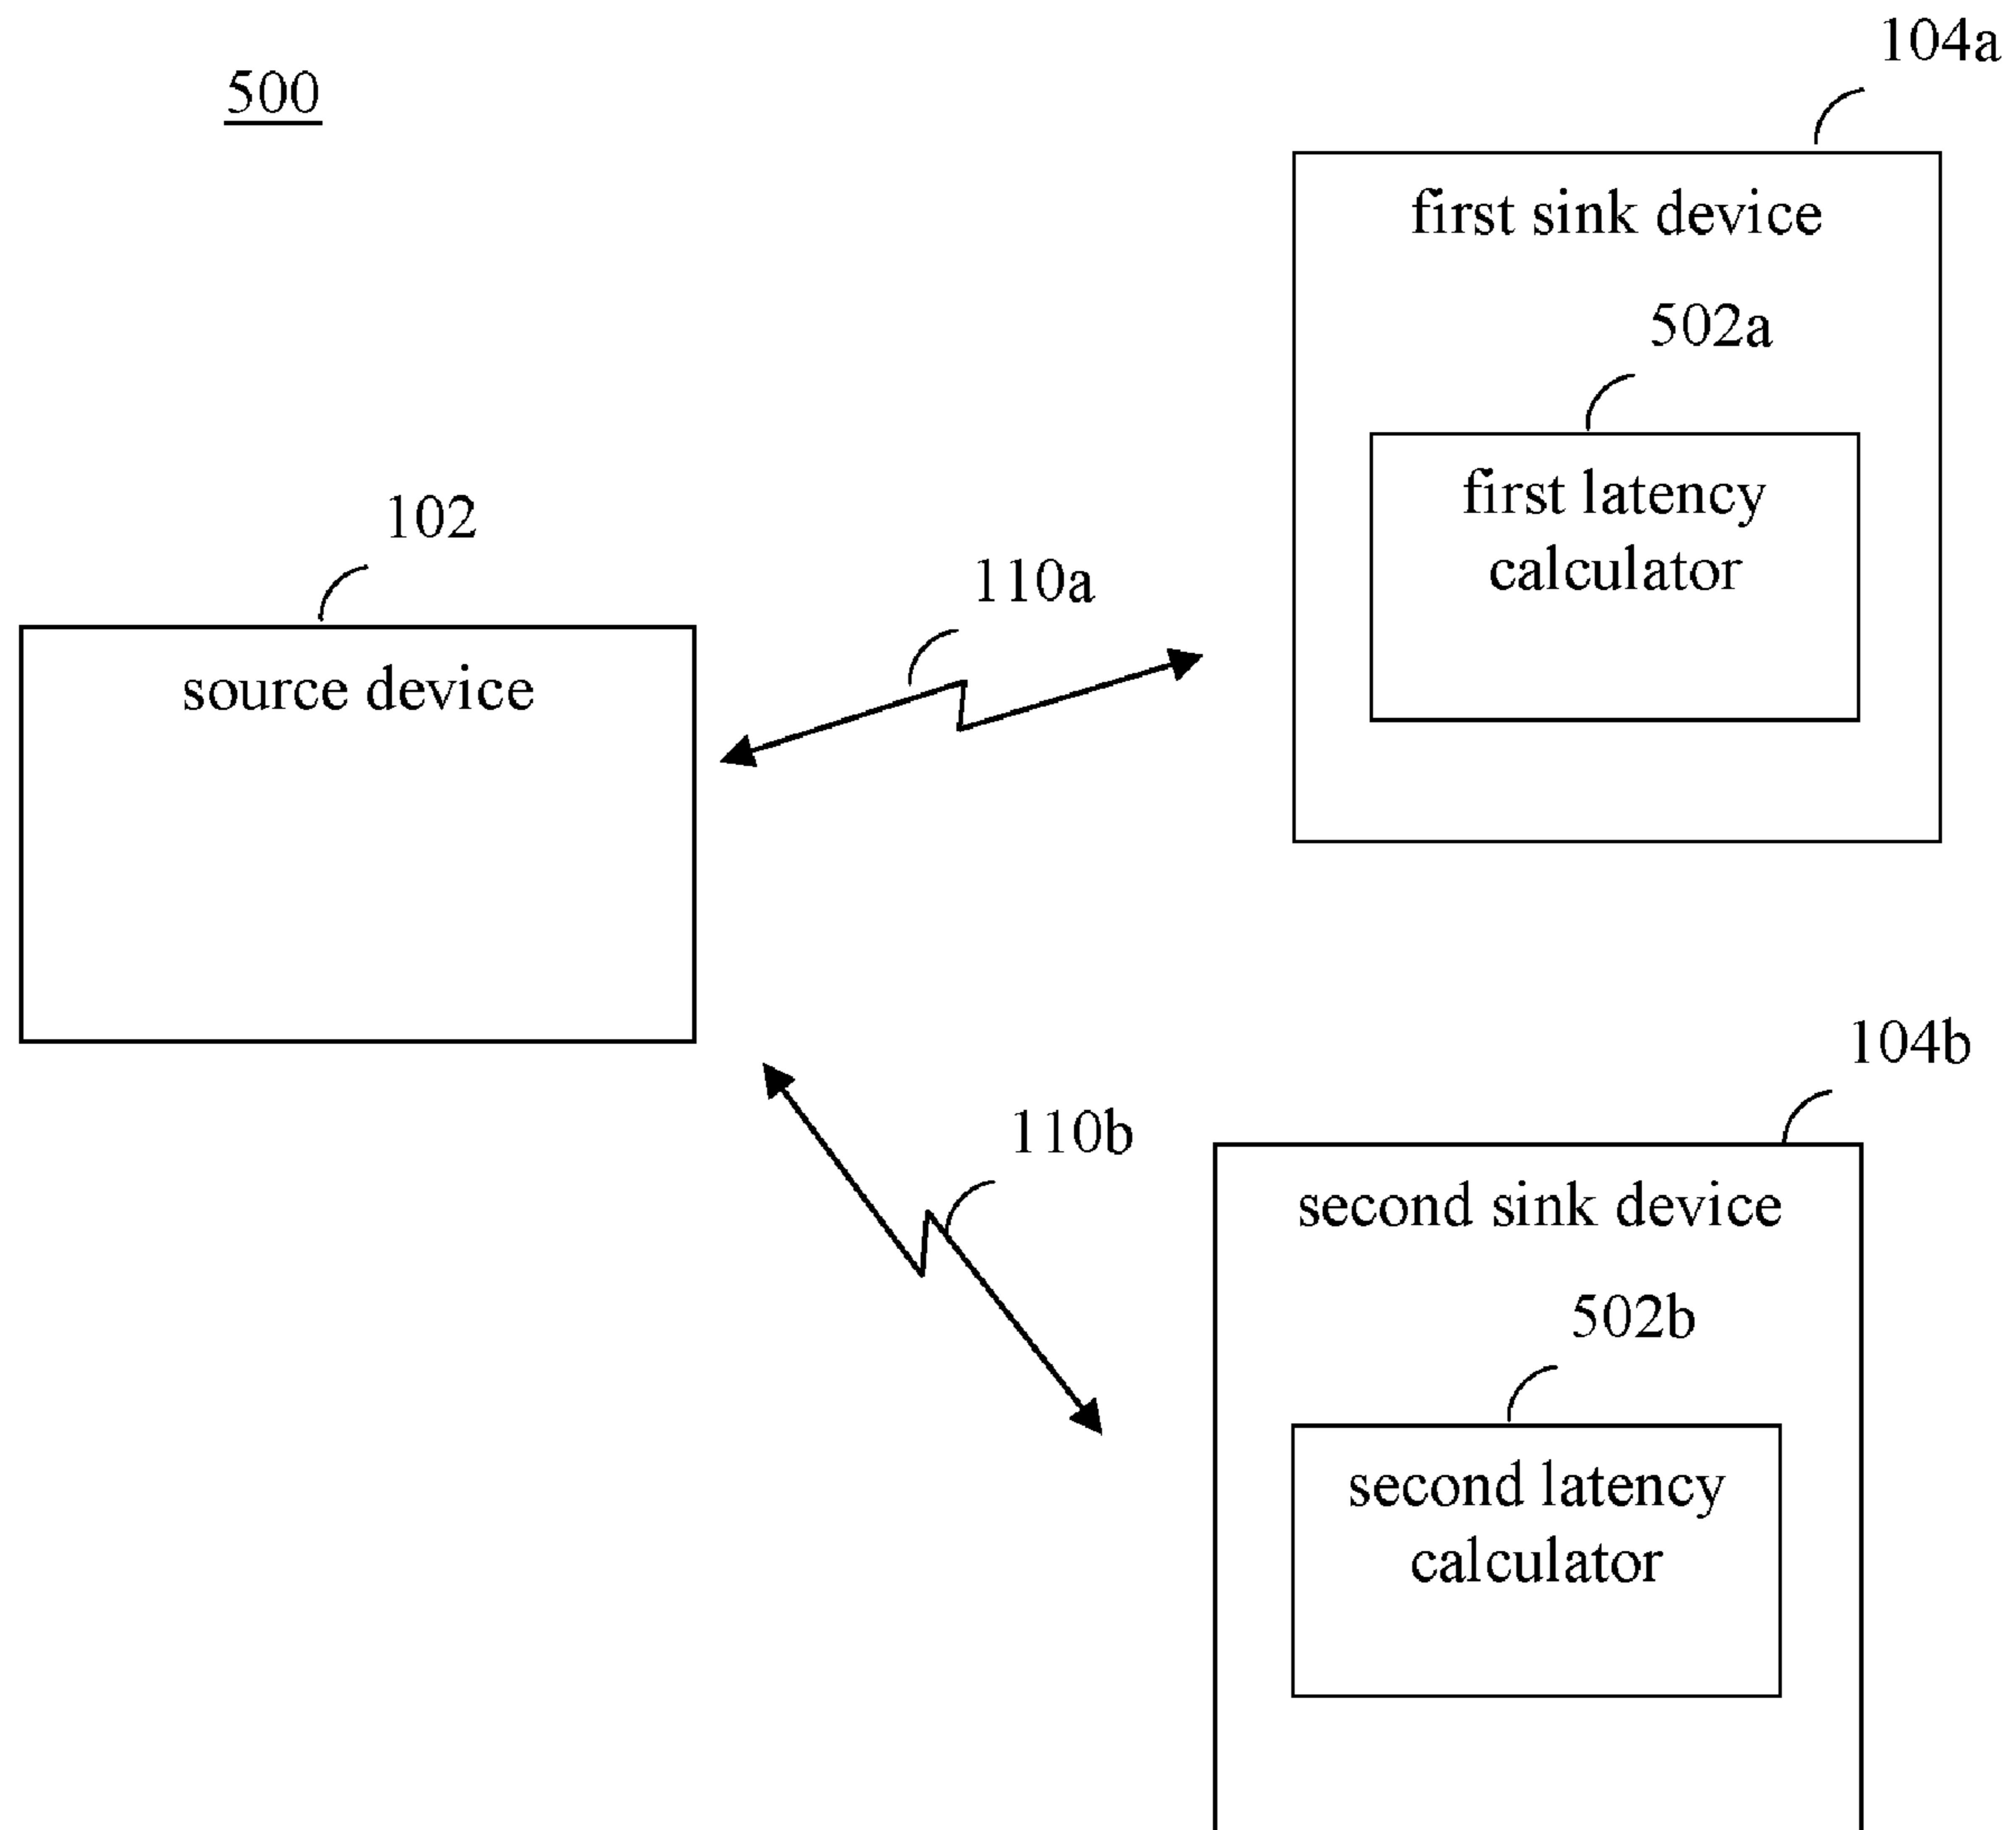 500
104a
first sink device
502a
first latency
calculator
102
source device
110a
110b
104b
second sink device
502b
second latency
calculator